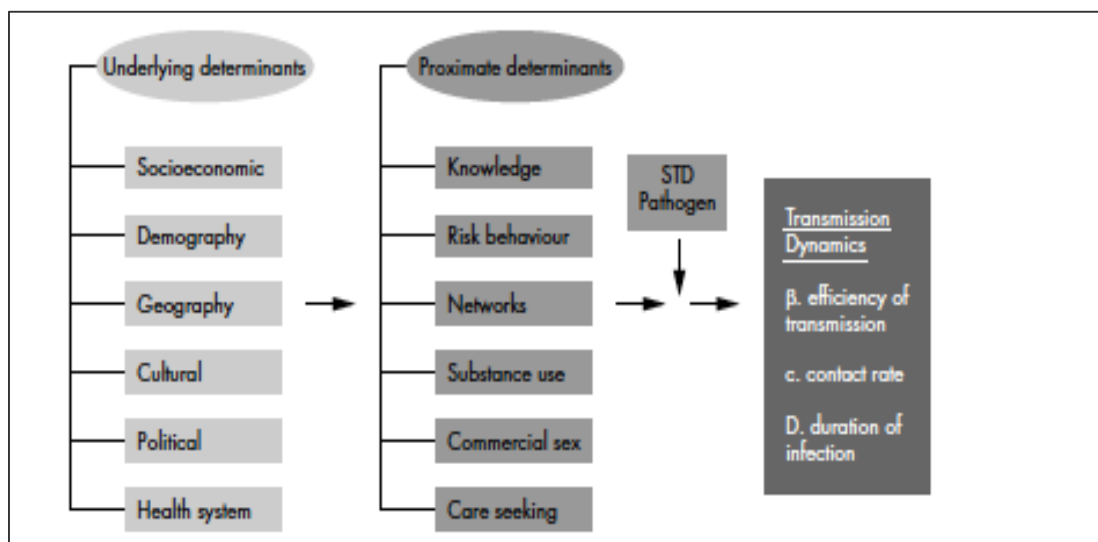 Underlying determinants
Socioeconomic
Demography
Geography
Cultural
Political
Health system
Proximate determinants
Knowledge
Risk behaviour
Networks
Substance use
Commercial sex
Care seeking
STD
Pathogen
Transmission
Dynamics
β. efficiency of
transmission
c. contact rate
D. duration of
infection